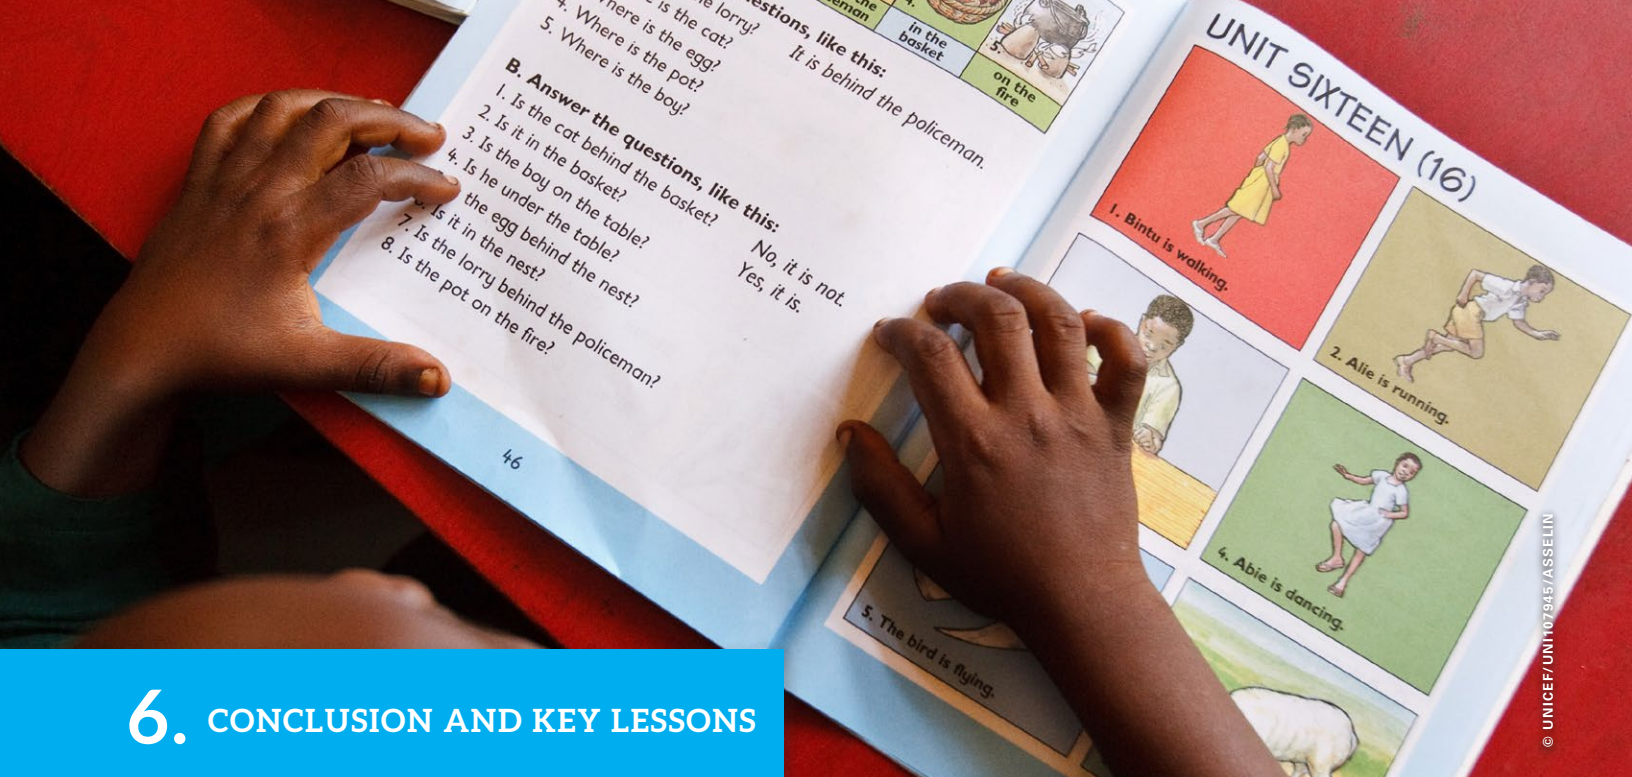 the lorry?
is the cat?
4. Where is the egg?
Where is the pot?
5. Where is the boy?
estions, like this:
It is behind the policeman.
B. Answer the questions, like this:
1. Is the cat behind the basket?
No, it is not.
2. Is it in the basket?
Yes, it is.
3. Is the boy on the table?
4. Is he under the table?
the egg behind the nest?
Is it in the nest?
7. Is the lorry behind the policeman?
8. Is the pot on the fire?
46
the
eman
4.
in the
basket
5.
on the
fire
UNIT SIXTEEN (16)
1. Bintu is walking.
2. Alie is running.
4. Abie is dancing.
5. The bird is flying.
6. CONCLUSION AND KEY LESSONS
© UNICEF/UNI107945/ASSELIN